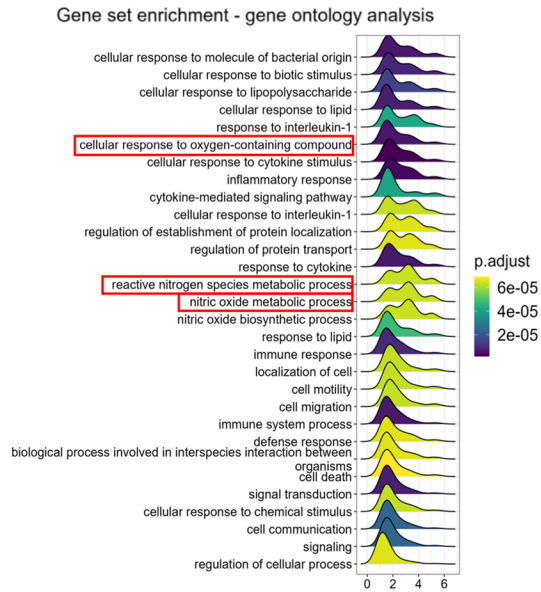 Gene set enrichment - gene ontology analysis
cellular response to molecule of bacterial origin
cellular response to biotic stimulus
cellular response to lipopolysaccharide
cellular response to lipid
response to interleukin-1
cellular response to oxygen-containing compound
cellular response to cytokine stimulus
inflammatory response
cytokine-mediated signaling pathway
cellular response to interleukin-1
regulation of establishment of protein localization
regulation of protein transport
response to cytokine
reactive nitrogen species metabolic process
nitric oxide metabolic process
nitric oxide biosynthetic process
response to lipid
immune response
localization of cell
cell motility
cell migration
immune system process
defense response
biological process involved in interspecies interaction between
organisms
cell death
signal transduction
cellular response to chemical stimulus
cell communication
signaling
regulation of cellular process
0 2 4 6
p.adjust
6e-05
4e-05
2e-05